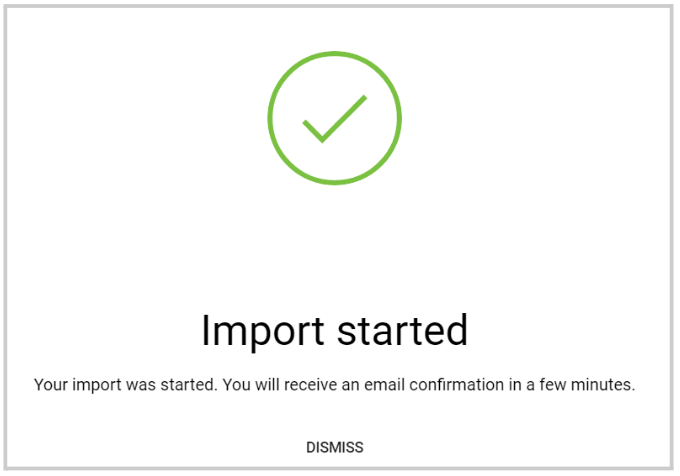 Import started
Your import was started. You will receive an email confirmation in a few minutes.
DISMISS